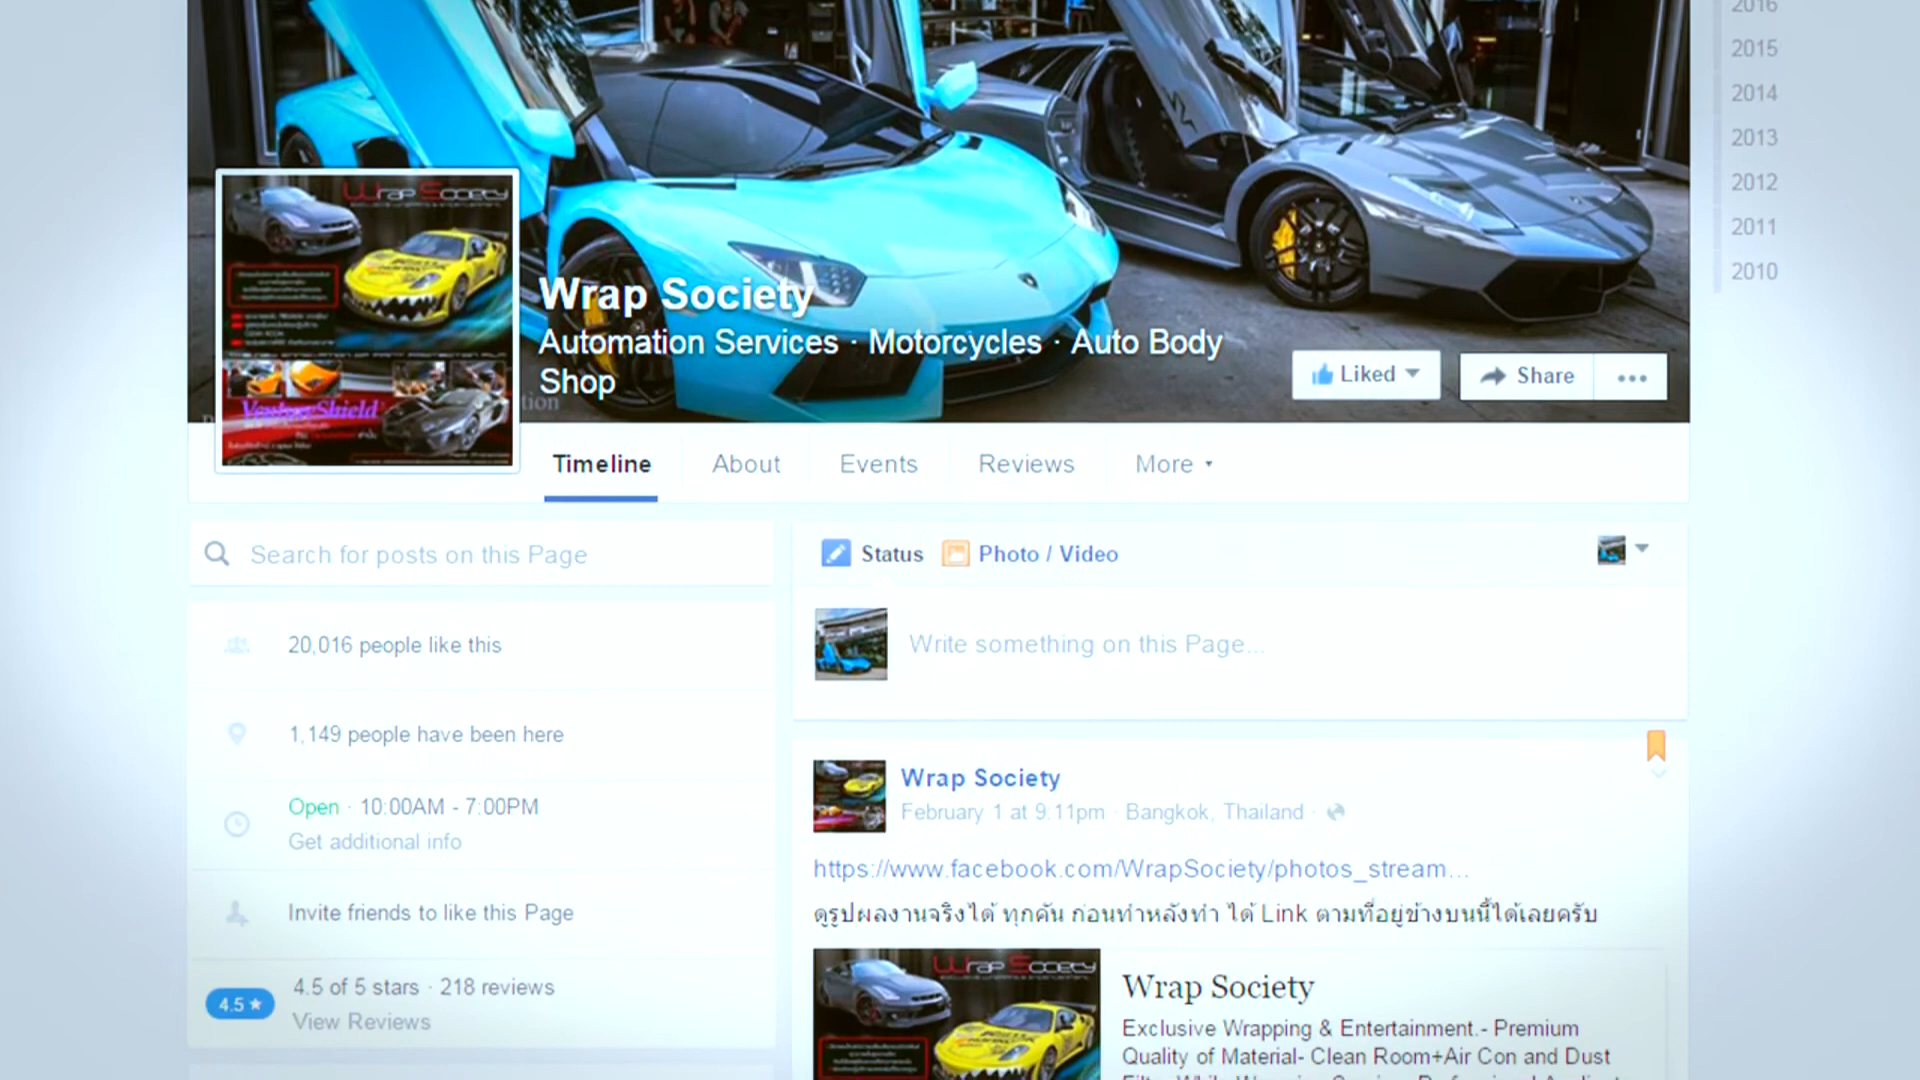 2016
2015
2014
2013
2012
2011
2010
Wrap Society
Wrap Society
Automation Services · Motorcycles · Auto Body
Shop
Liked
Share
VentureShield
Timeline
About
Events
Reviews
More
Search for posts on this Page
Status
Photo / Video
20,016 people like this
Write something on this Page...
1,149 people have been here
Open · 10:00AM - 7:00PM
Get additional info
Invite friends to like this Page
4.5
4.5 of 5 stars · 218 reviews
View Reviews
Wrap Society
February 1 at 9:11pm · Bangkok, Thailand ·
https://www.facebook.com/WrapSociety/photos_stream...
ดูรูปผลงานจริงได้ ทุกคัน ก่อนทำหลังทำ ได้ Link ตามที่อยู่ข้างบนนี้ได้เลยครับ
Wrap Society
Wrap Society
Exclusive Wrapping & Entertainment.- Premium
Quality of Material- Clean Room+Air Con and Dust